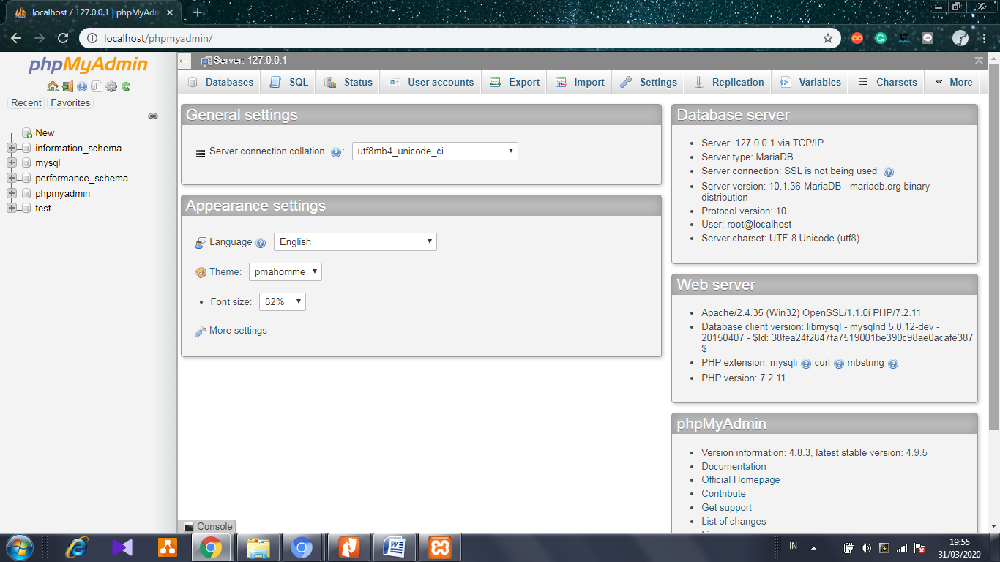 localhost / 127.0.0.1 | phpMyAdm
localhost/phpmyadmin/
phpMyAdmin
Recent Favorites
New
information_schema
mysql
performance_schema
phpmyadmin
test
Server: 127.0.0.1
Databases SQL Status User accounts Export Import Settings Replication Variables Charsets More
General settings
Server connection collation : utf8mb4_unicode_ci
Appearance settings
Language English
Theme: pmahomme
Font size: 82%
More settings
Database server
Server: 127.0.0.1 via TCP/IP
Server type: MariaDB
Server connection: SSL is not being used
Server version: 10.1.36-MariaDB - mariadb.org binary
distribution
Protocol version: 10
User: root@localhost
Server charset: UTF-8 Unicode (utf8)
Web server
Apache/2.4.35 (Win32) OpenSSL/1.1.0i PHP/7.2.11
Database client version: libmysql - mysqlnd 5.0.12-dev -
20150407 - $Id: 38fea24f2847fa7519001be390c98ae0acafe387
$
PHP extension: mysqli curl mbstring
PHP version: 7.2.11
phpMyAdmin
Version information: 4.8.3, latest stable version: 4.9.5
Documentation
Official Homepage
Contribute
Get support
List of changes
Console
IN
19:55
31/03/2020